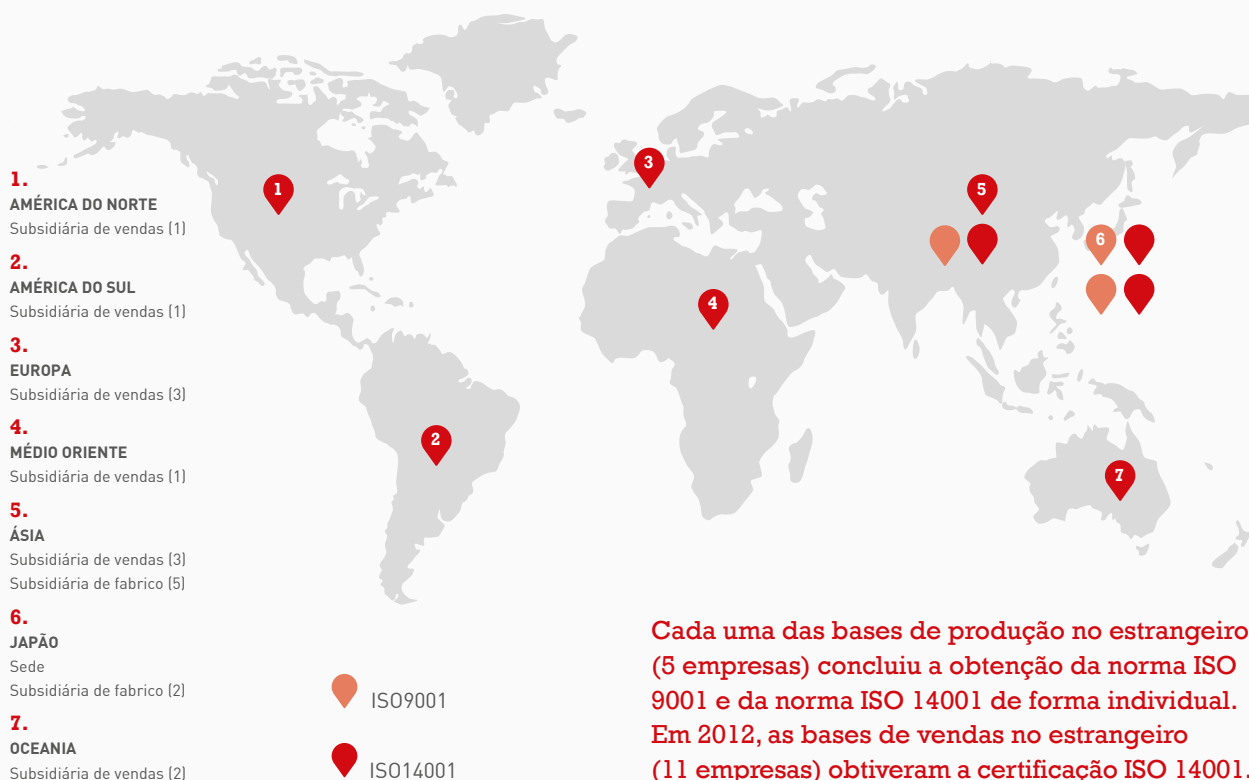 1.
AMÉRICA DO NORTE
Subsidiária de vendas (1)
2.
AMÉRICA DO SUL
Subsidiária de vendas (1)
3.
EUROPA
Subsidiária de vendas (3)
4.
MÉDIO ORIENTE
Subsidiária de vendas (1)
5.
ÁSIA
Subsidiária de vendas (3)
Subsidiária de fabrico (5)
6.
JAPÃO
Sede
Subsidiária de fabrico (2)
7.
OCEANIA
Subsidiária de vendas (2)
1
2
3
4
5
6
7
ISO9001
ISO14001
Cada uma das bases de produção no estrangeiro
(5 empresas) concluiu a obtenção da norma ISO
9001 e da norma ISO 14001 de forma individual.
Em 2012, as bases de vendas no estrangeiro
(11 empresas) obtiveram a certificação ISO 14001.